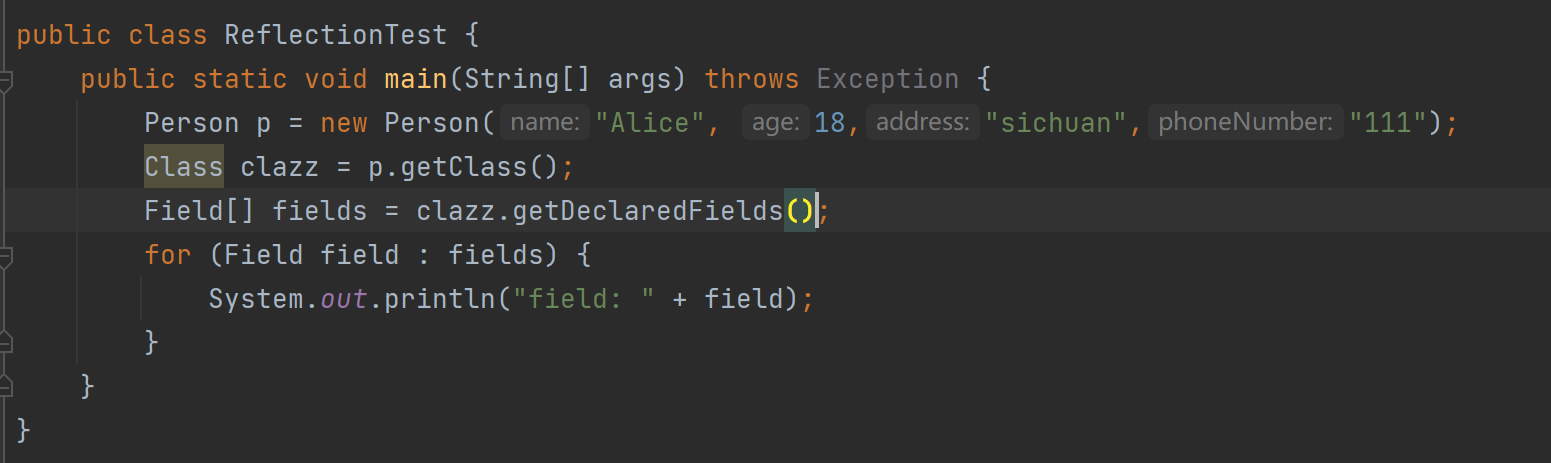 public class ReflectionTest {
public static void main(String[] args) throws Exception {
Person p = new Person( name: "Alice", age: 18, address: "sichuan", phoneNumber: "111");
Class clazz = p.getClass();
Field[] fields = clazz.getDeclaredFields();
for (Field field : fields) {
System.out.println("field: " + field);
}
}
}